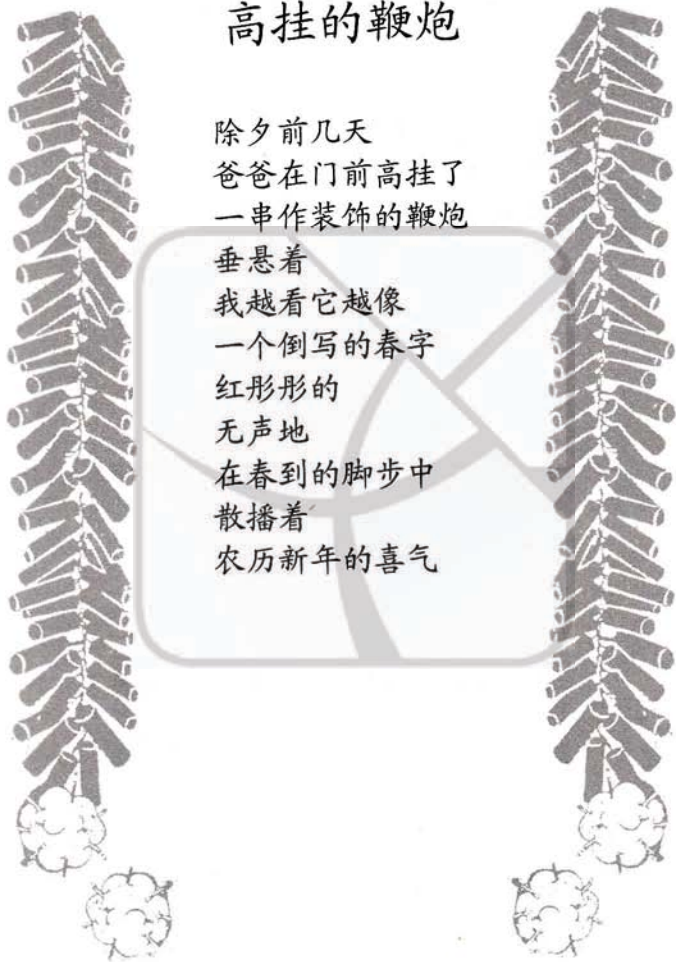 高挂的鞭炮
除夕前几天
爸爸在门前高挂了
一串作装饰的鞭炮
垂悬着
我越看它越像
一个倒写的春字
红彤彤的
无声地
在春到的脚步中
散播着
农历新年的喜气